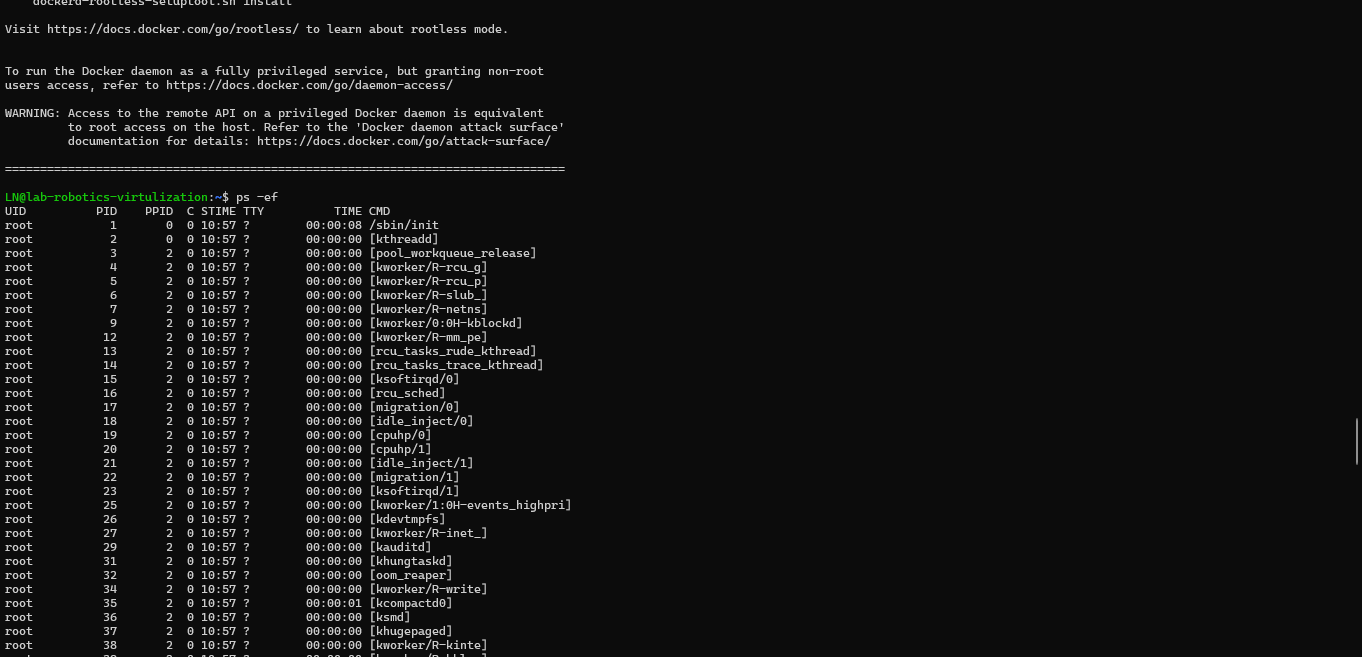 dockerd-rootless-setuptool.sh install
Visit https://docs.docker.com/go/rootless/ to learn about rootless mode.
To run the Docker daemon as a fully privileged service, but granting non-root
users access, refer to https://docs.docker.com/go/daemon-access/
WARNING: Access to the remote API on a privileged Docker daemon is equivalent
         to root access on the host. Refer to the 'Docker daemon attack surface'
         documentation for details: https://docs.docker.com/go/attack-surface/
================================================================================
LN@lab-robotics-virtulization:~$ ps -ef
UID          PID    PPID  C STIME TTY          TIME CMD
root           1       0  0 10:57 ?        00:00:08 /sbin/init
root           2       0  0 10:57 ?        00:00:00 [kthreadd]
root           3       2  0 10:57 ?        00:00:00 [pool_workqueue_release]
root           4       2  0 10:57 ?        00:00:00 [kworker/R-rcu_g]
root           5       2  0 10:57 ?        00:00:00 [kworker/R-rcu_p]
root           6       2  0 10:57 ?        00:00:00 [kworker/R-slub_]
root           7       2  0 10:57 ?        00:00:00 [kworker/R-netns]
root           9       2  0 10:57 ?        00:00:00 [kworker/0:0H-kblockd]
root          12       2  0 10:57 ?        00:00:00 [kworker/R-mm_pe]
root          13       2  0 10:57 ?        00:00:00 [rcu_tasks_rude_kthread]
root          14       2  0 10:57 ?        00:00:00 [rcu_tasks_trace_kthread]
root          15       2  0 10:57 ?        00:00:00 [ksoftirqd/0]
root          16       2  0 10:57 ?        00:00:00 [rcu_sched]
root          17       2  0 10:57 ?        00:00:00 [migration/0]
root          18       2  0 10:57 ?        00:00:00 [idle_inject/0]
root          19       2  0 10:57 ?        00:00:00 [cpuhp/0]
root          20       2  0 10:57 ?        00:00:00 [cpuhp/1]
root          21       2  0 10:57 ?        00:00:00 [idle_inject/1]
root          22       2  0 10:57 ?        00:00:00 [migration/1]
root          23       2  0 10:57 ?        00:00:00 [ksoftirqd/1]
root          25       2  0 10:57 ?        00:00:00 [kworker/1:0H-events_highpri]
root          26       2  0 10:57 ?        00:00:00 [kdevtmpfs]
root          27       2  0 10:57 ?        00:00:00 [kworker/R-inet_]
root          29       2  0 10:57 ?        00:00:00 [kauditd]
root          31       2  0 10:57 ?        00:00:00 [khungtaskd]
root          32       2  0 10:57 ?        00:00:00 [oom_reaper]
root          34       2  0 10:57 ?        00:00:00 [kworker/R-write]
root          35       2  0 10:57 ?        00:00:01 [kcompactd0]
root          36       2  0 10:57 ?        00:00:00 [ksmd]
root          37       2  0 10:57 ?        00:00:00 [khugepaged]
root          38       2  0 10:57 ?        00:00:00 [kworker/R-kinte]